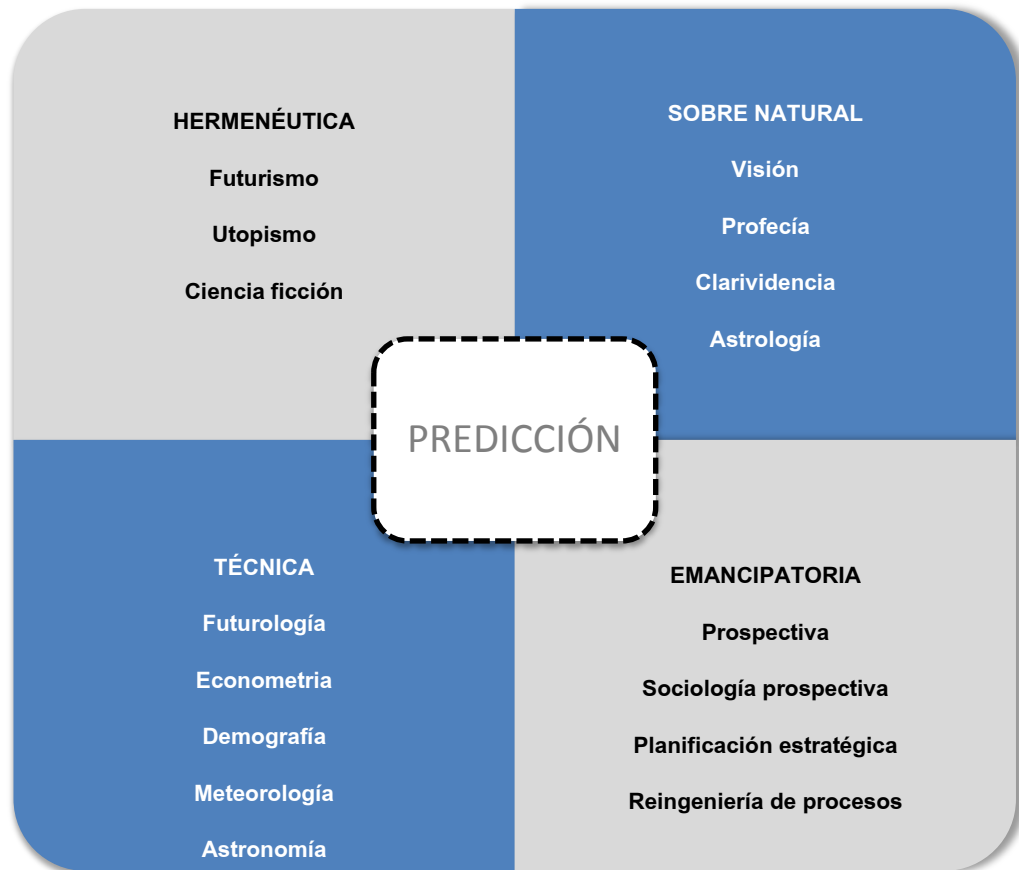 HERMENÉUTICA
Futurismo
Utopismo
Ciencia ficción
SOBRE NATURAL
Visión
Profecía
Clarividencia
Astrología
PREDICCIÓN
TÉCNICA
Futurología
Econometria
Demografía
Meteorología
Astronomía
EMANCIPATORIA
Prospectiva
Sociología prospectiva
Planificación estratégica
Reingeniería de procesos